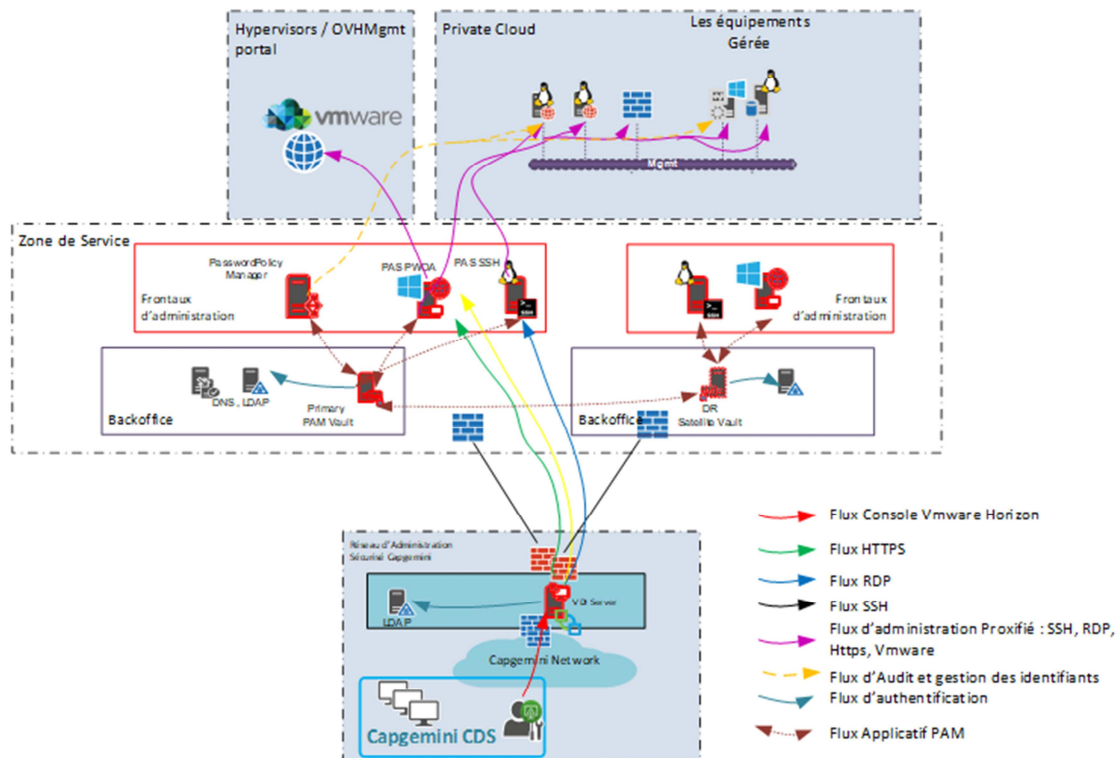 Hypervisors / OVHMgmt
portal
vmware
Private Cloud
Les équipements
Gérée
Mgmt
Zone de Service
PasswordPolicy
Manager
PAS PWOA
PAS SSH
SSH
Frontaux
d'administration
SSH
Frontaux
d'administration
DNS , LDAP
Primary
PAM Vault
Backoffice
DR
Satellite Vault
Backoffice
Réseau d'Administration
Sécurisé Capgemini
LDAP
VDI Server
Capgemini Network
Capgemini CDS
Flux Console Vmware Horizon
Flux HTTPS
Flux RDP
Flux SSH
Flux d'administration Proxifié : SSH, RDP,
Https, Vmware
Flux d'Audit et gestion des identifiants
Flux d'authentification
Flux Applicatif PAM